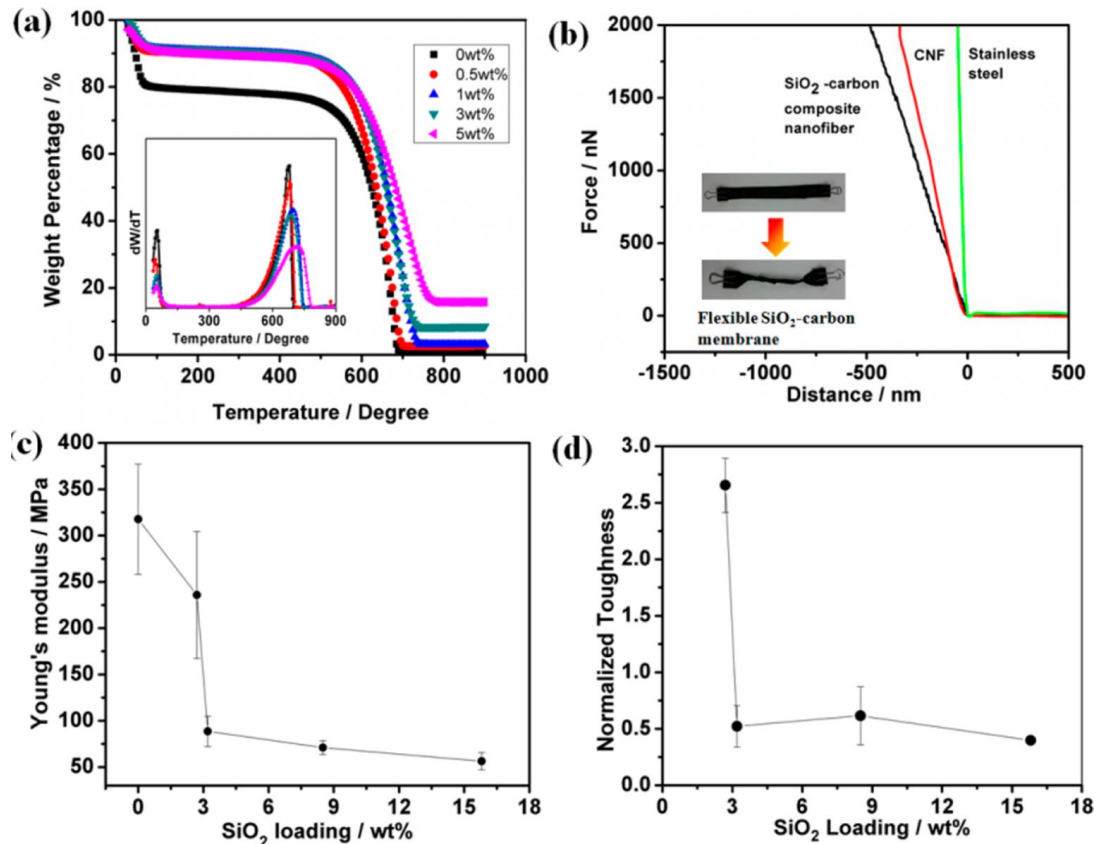 (a)
100
80
60
40
20
0
Weight Percentage / %
0wt%
0.5wt%
1wt%
3wt%
5wt%
dW/dT
0 300 600 900
Temperature / Degree
0 200 400 600 800 1000
Temperature / Degree
(b)
2000
1500
1000
500
0
Force / nN
CNF
Stainless
steel
SiO2 -carbon
composite
nanofiber
Flexible SiO2-carbon
membrane
-1500 -1000 -500 0 500
Distance / nm
(c)
400
350
300
250
200
150
100
50
Young's modulus / MPa
0 3 6 9 12 15 18
SiO2 loading / wt%
(d)
3.0
2.5
2.0
1.5
1.0
0.5
0.0
Normalized Toughness
0 3 6 9 12 15 18
SiO2 Loading / wt%